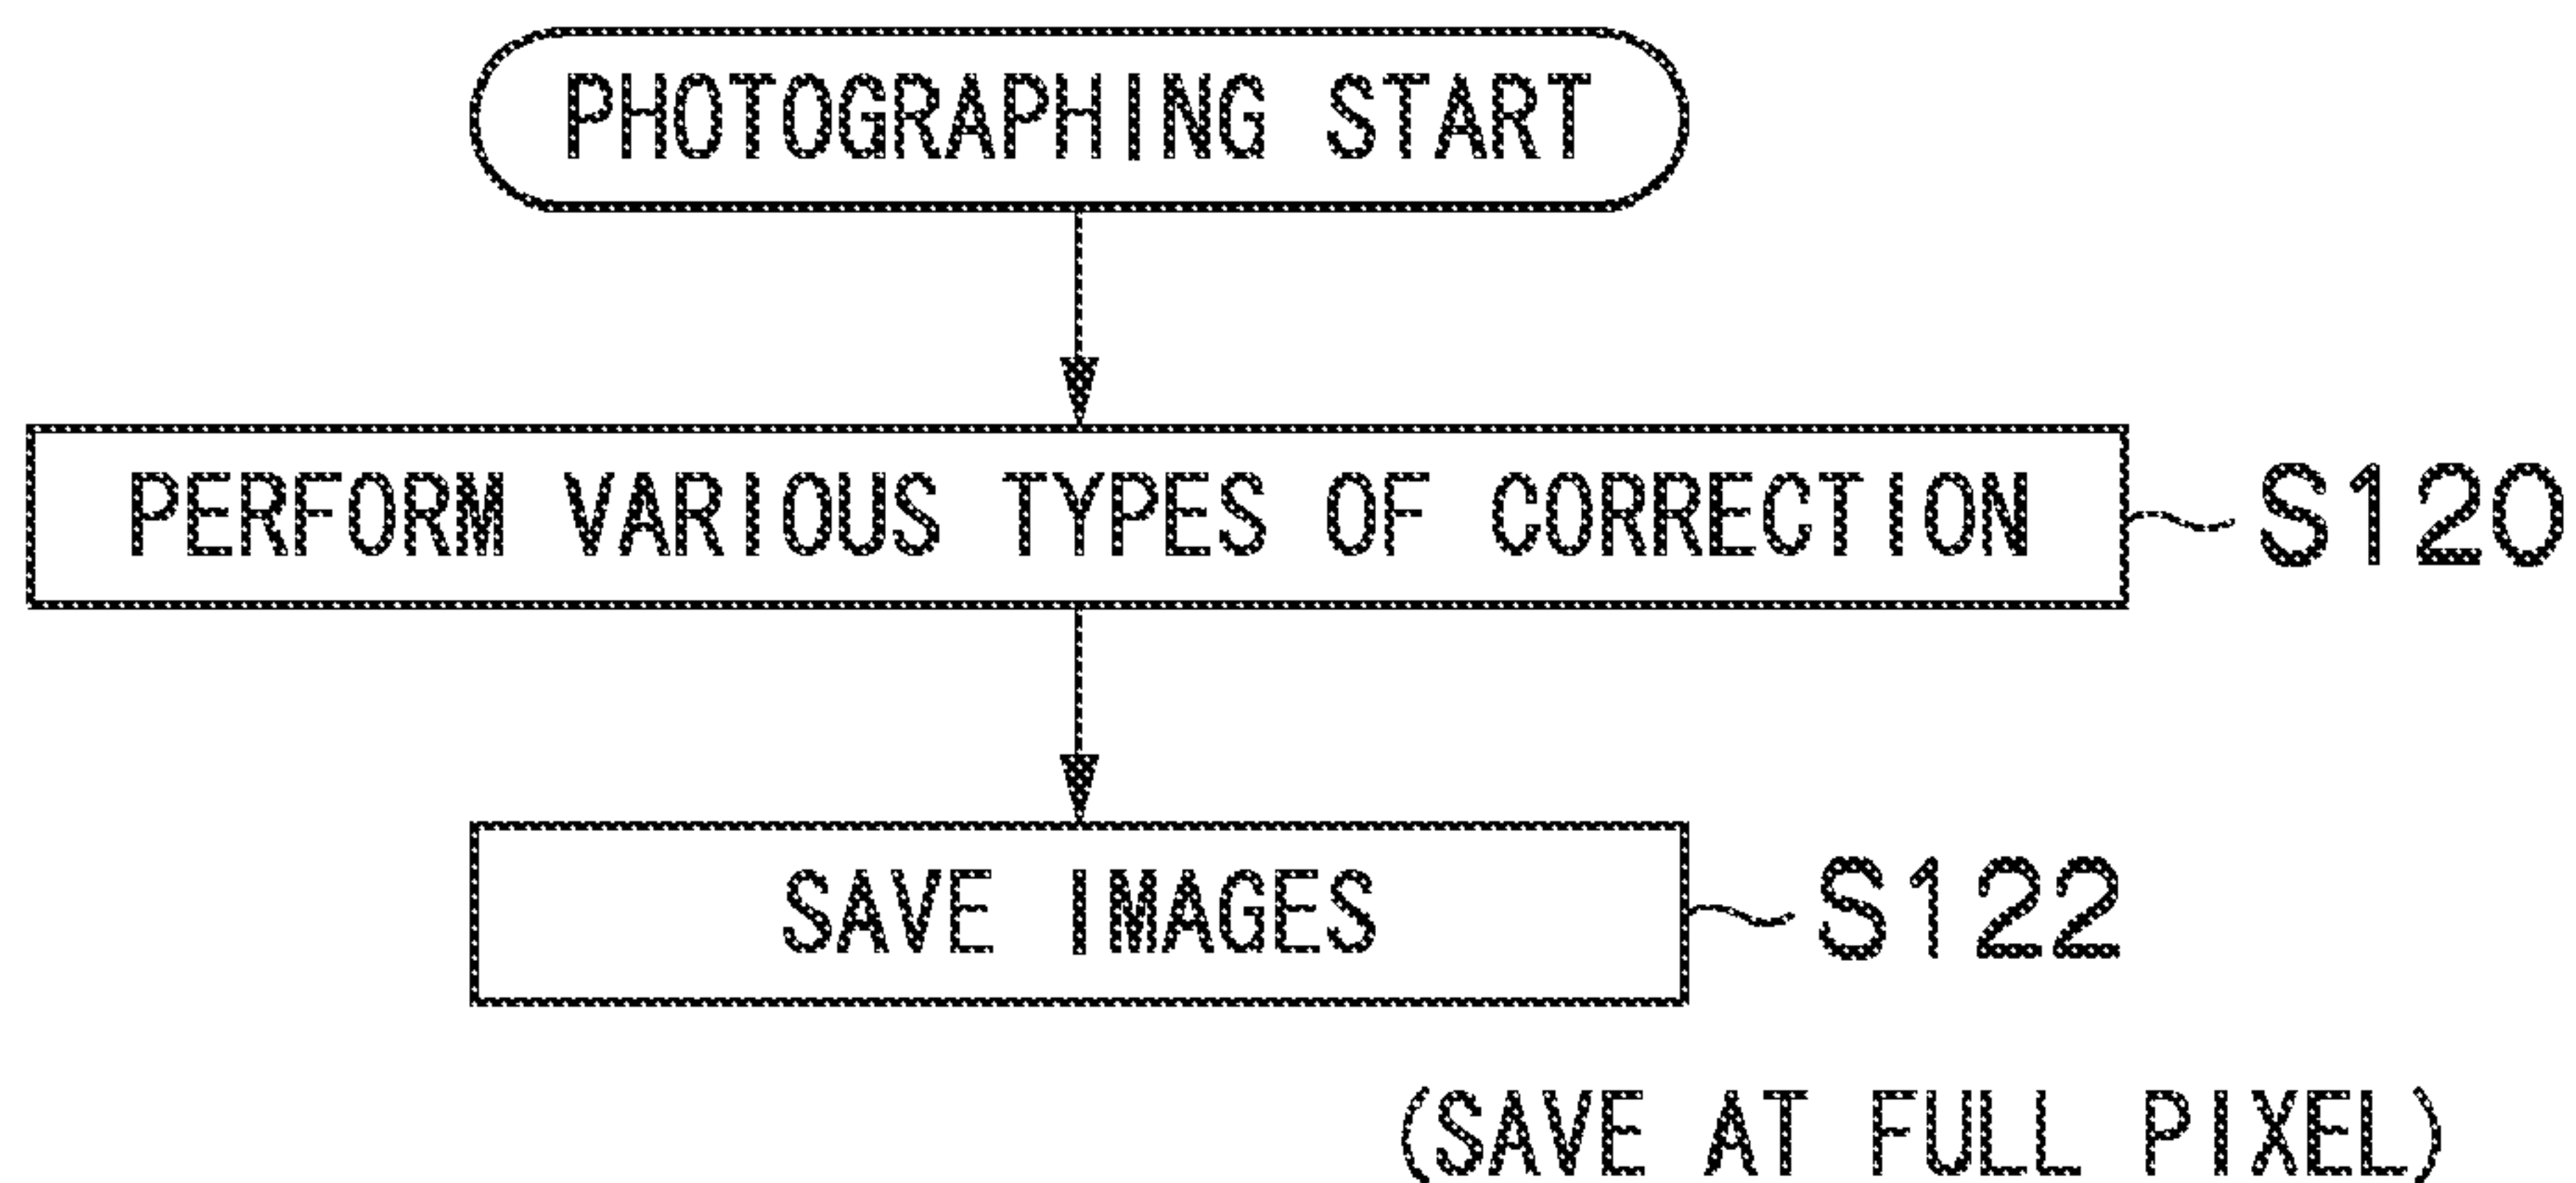 PHOTOGRAPHING START
PERFORM VARIOUS TYPES OF CORRECTION S120
SAVE IMAGES S122
(SAVE AT FULL PIXEL)